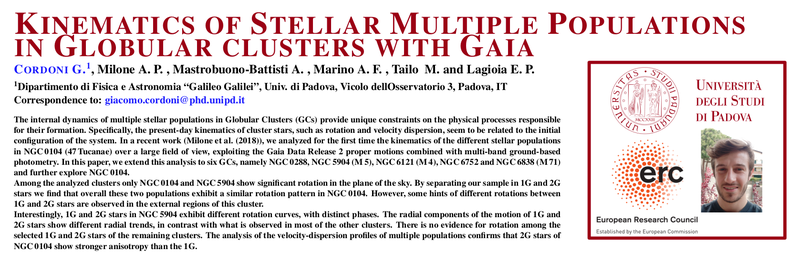 KINEMATICS OF STELLAR MULTIPLE POPULATIONS
IN GLOBULAR CLUSTERS WITH GAIA
CORDONI G.¹, Milone A. P. , Mastrobuono-Battisti A. , Marino A. F. , Tailo M. and Lagioia E. P.
¹Dipartimento di Fisica e Astronomia “Galileo Galilei”, Univ. di Padova, Vicolo dellOsservatorio 3, Padova, IT
Correspondence to: giacomo.cordoni@phd.unipd.it
The internal dynamics of multiple stellar populations in Globular Clusters (GCs) provide unique constraints on the physical processes responsible
for their formation. Specifically, the present-day kinematics of cluster stars, such as rotation and velocity dispersion, seem to be related to the initial
configuration of the system. In a recent work (Milone et al. (2018)), we analyzed for the first time the kinematics of the different stellar populations
in NGC 0104 (47 Tucanae) over a large field of view, exploiting the Gaia Data Release 2 proper motions combined with multi-band ground-based
photometry. In this paper, we extend this analysis to six GCs, namely NGC 0288, NGC 5904 (M 5), NGC 6121 (M 4), NGC 6752 and NGC 6838 (M 71)
and further explore NGC 0104.
Among the analyzed clusters only NGC 0104 and NGC 5904 show significant rotation in the plane of the sky. By separating our sample in 1G and 2G
stars we find that overall these two populations exhibit a similar rotation pattern in NGC 0104. However, some hints of different rotations between
1G and 2G stars are observed in the external regions of this cluster.
Interestingly, 1G and 2G stars in NGC 5904 exhibit different rotation curves, with distinct phases. The radial components of the motion of 1G and
2G stars show different radial trends, in contrast with what is observed in most of the other clusters. There is no evidence for rotation among the
selected 1G and 2G stars of the remaining clusters. The analysis of the velocity-dispersion profiles of multiple populations confirms that 2G stars of
NGC 0104 show stronger anisotropy than the 1G.
UNIVERSITÀ
DEGLI STUDI
DI PADOVA
erc
European Research Council
Established by the European Commission